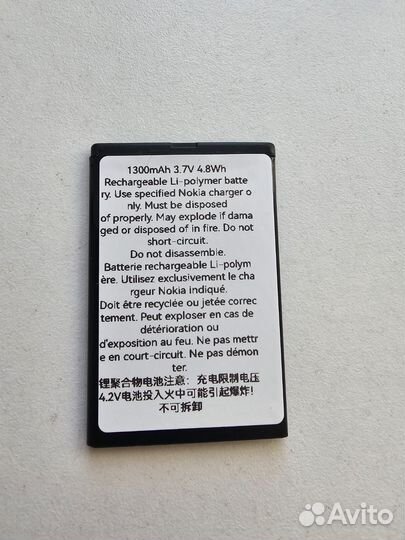 1300mAh 3.7V 4.8Wh
Rechargeable Li-polymer batte
ry. Use specified Nokia charger o
nly. Must be disposed
of properly. May explode if dama
ged or disposed of in fire. Do not
short-circuit.
Do not disassemble.
Batterie rechargeable Li-polym
ère. Utilisez exclusivement le cha
rgeur Nokia indiqué.
Doit être recyclée ou jetée correc
tement. Peut exploser en cas de
détérioration ou
d'exposition au feu. Ne pas mettr
e en court-circuit. Ne pas démon
ter.
锂聚合物电池注意：充电限制电压
4.2V电池投入火中可能引起爆炸!
不可拆卸
Avito